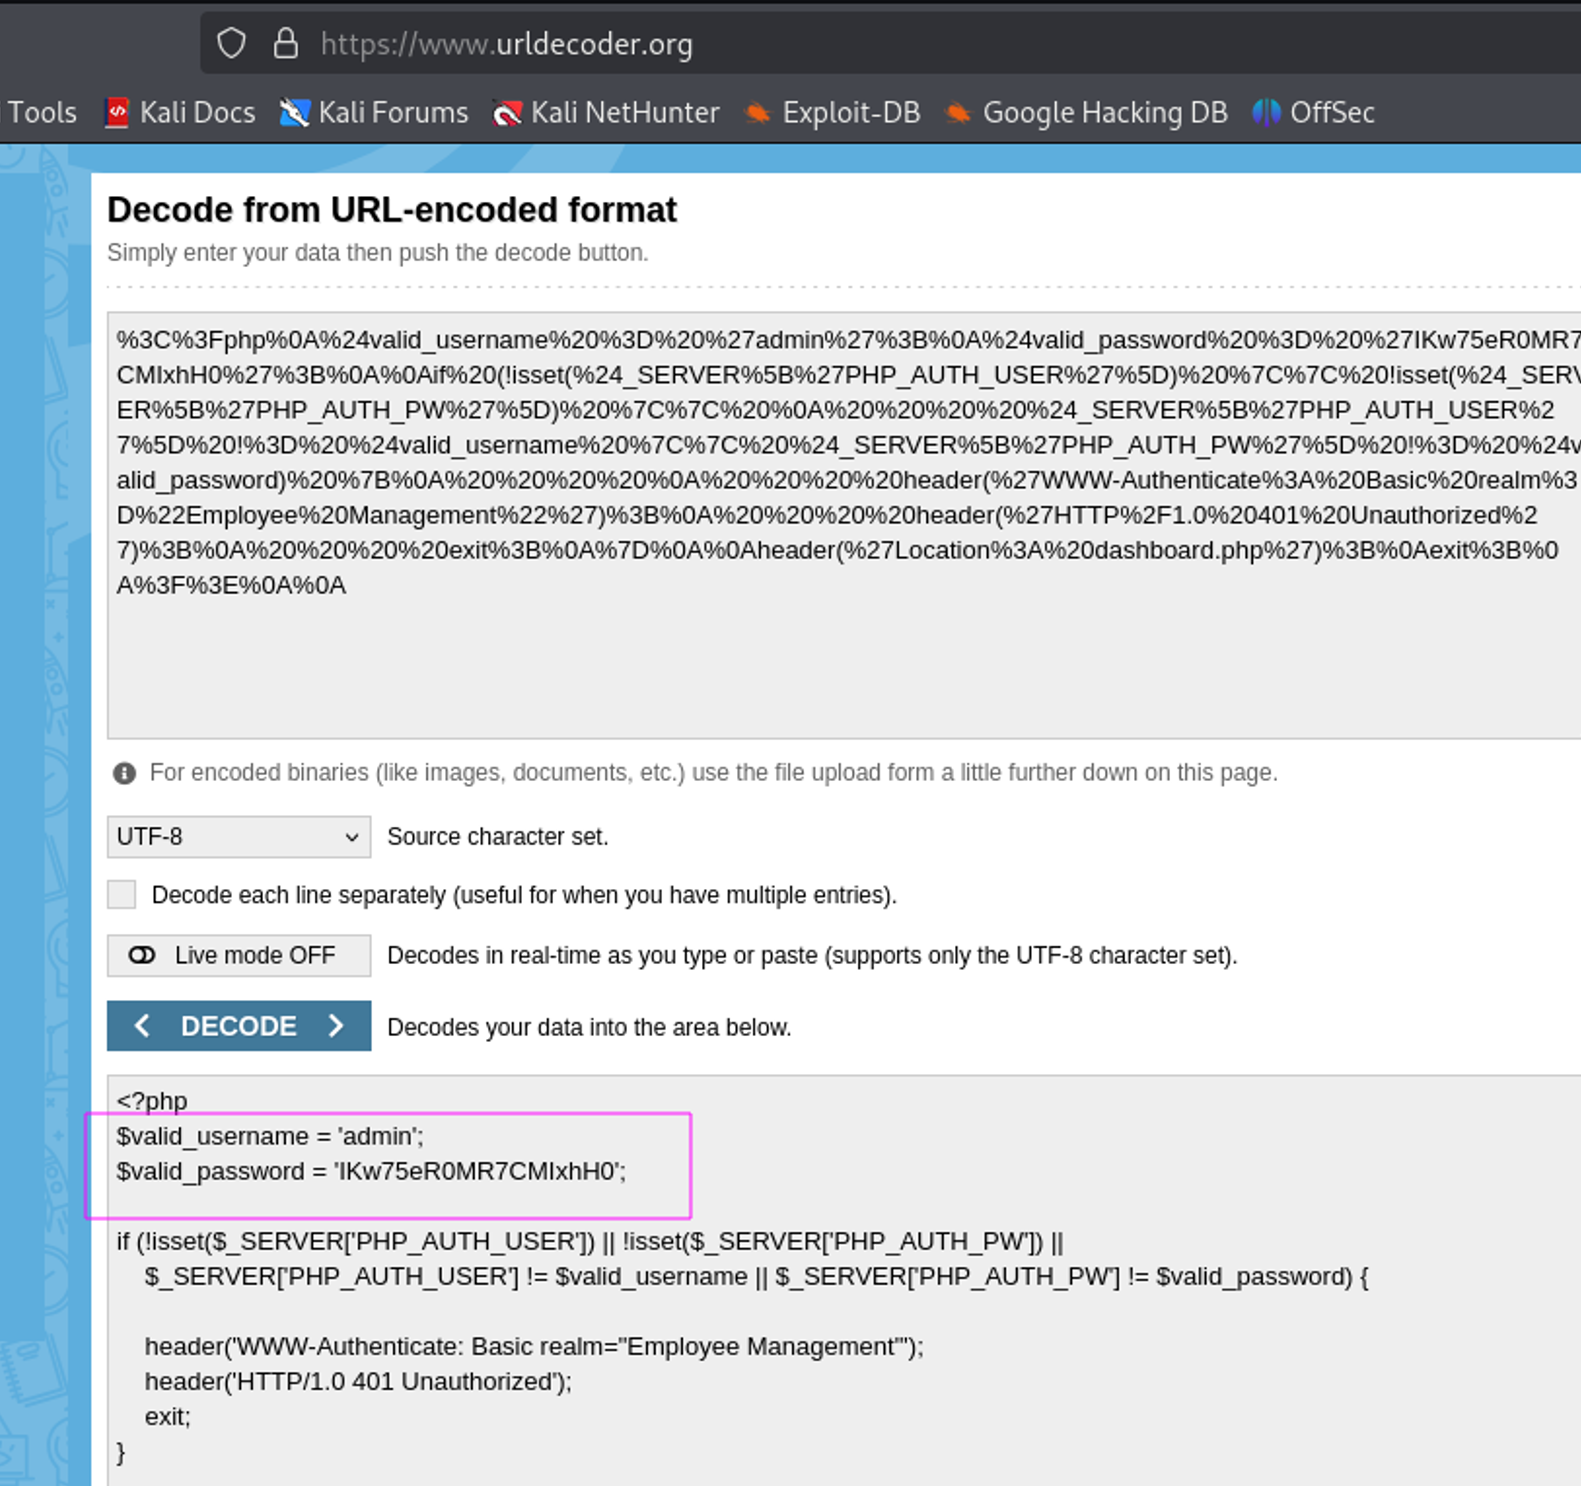 https://www.urldecoder.org
Tools Kali Docs Kali Forums Kali NetHunter Exploit-DB Google Hacking DB OffSec
Decode from URL-encoded format
Simply enter your data then push the decode button.
%3C%3Fphp%0A%24valid_username%20%3D%20%27admin%27%3B%0A%24valid_password%20%3D%20%27IKw75eR0MR7
CMIxhH0%27%3B%0A%0Aif%20(!isset(%24_SERVER%5B%27PHP_AUTH_USER%27%5D)%20%7C%7C%20!isset(%24_SERV
ER%5B%27PHP_AUTH_PW%27%5D)%20%7C%7C%20%0A%20%20%20%20%24_SERVER%5B%27PHP_AUTH_USER%2
7%5D%20!%3D%20%24valid_username%20%7C%7C%20%24_SERVER%5B%27PHP_AUTH_PW%27%5D%20!%3D%20%24v
alid_password)%20%7B%0A%20%20%20%20%0A%20%20%20%20header(%27WWW-Authenticate%3A%20Basic%20realm%3
D%22Employee%20Management%22%27)%3B%0A%20%20%20%20header(%27HTTP%2F1.0%20401%20Unauthorized%2
7)%3B%0A%20%20%20%20exit%3B%0A%7D%0A%0Aheader(%27Location%3A%20dashboard.php%27)%3B%0Aexit%3B%0
A%3F%3E%0A%0A
For encoded binaries (like images, documents, etc.) use the file upload form a little further down on this page.
UTF-8 Source character set.
Decode each line separately (useful for when you have multiple entries).
Live mode OFF Decodes in real-time as you type or paste (supports only the UTF-8 character set).
< DECODE > Decodes your data into the area below.
<?php
$valid_username = 'admin';
$valid_password = 'IKw75eR0MR7CMIxhH0';
if (!isset($_SERVER['PHP_AUTH_USER']) || !isset($_SERVER['PHP_AUTH_PW']) ||
$_SERVER['PHP_AUTH_USER'] != $valid_username || $_SERVER['PHP_AUTH_PW'] != $valid_password) {
header('WWW-Authenticate: Basic realm="Employee Management"');
header('HTTP/1.0 401 Unauthorized');
exit;
}